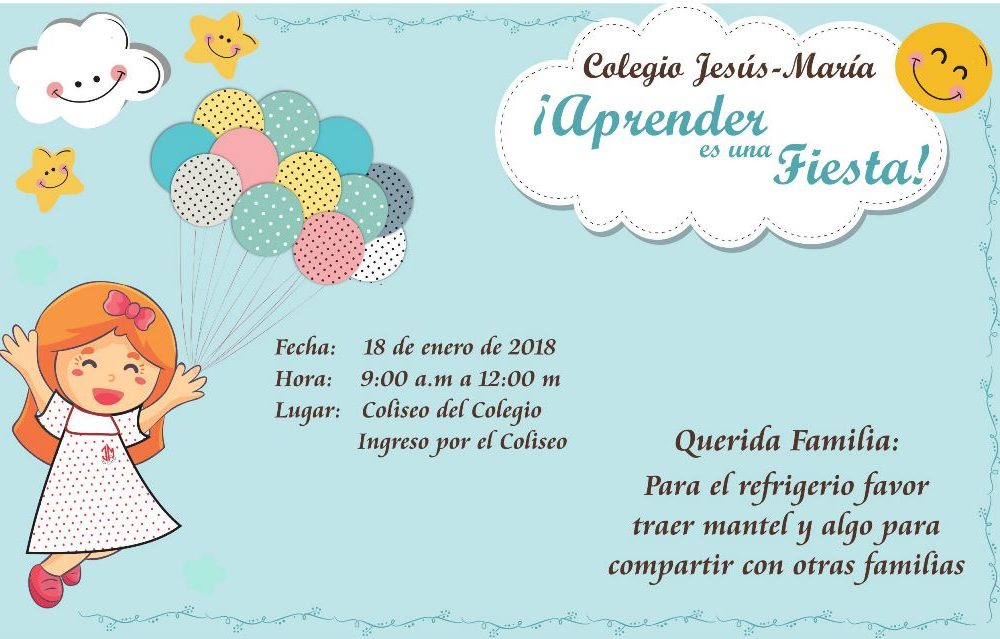 Colegio Jesús-María
¡Aprender
es una
Fiesta!
Fecha: 18 de enero de 2018
Hora: 9:00 a.m a 12:00 m
Lugar: Coliseo del Colegio
Ingreso por el Coliseo
Querida Familia:
Para el refrigerio favor
traer mantel y algo para
compartir con otras familias